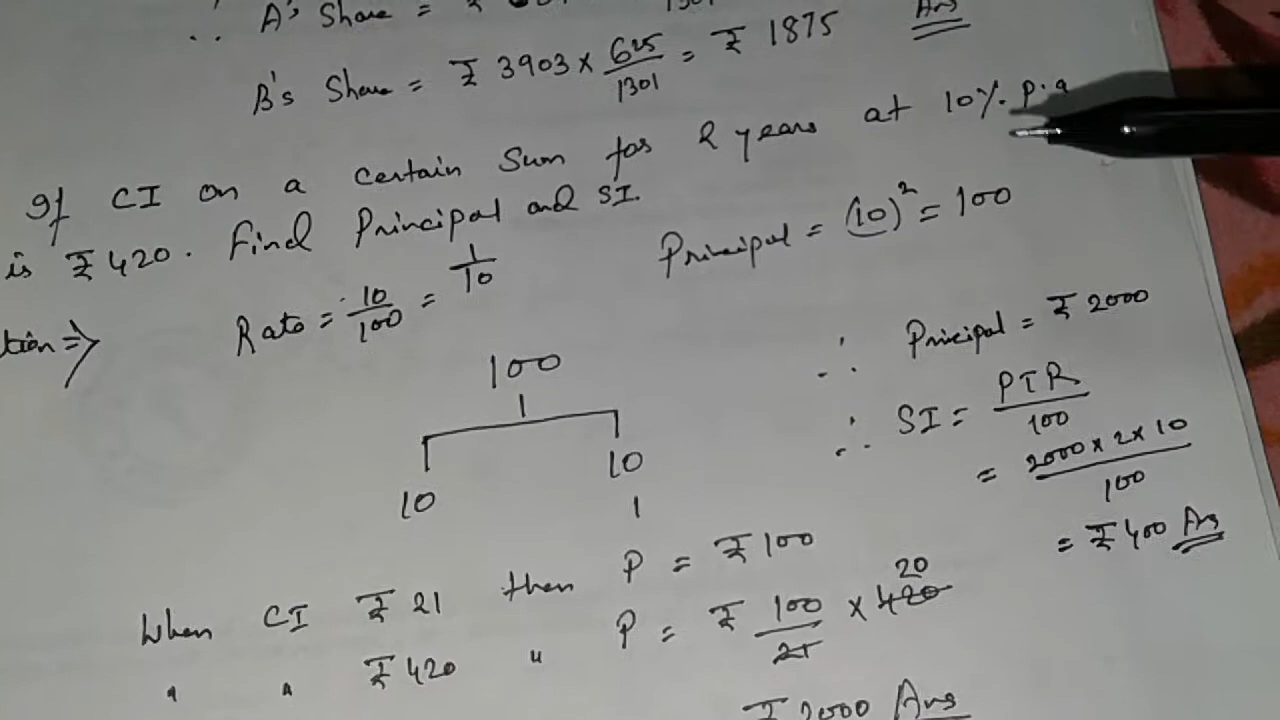 ∴ A's Share = ₹
B's Share = ₹ 3903 × 625/1301 = ₹ 1875 Ans
If CI on a certain Sum for 2 years at 10% p.a
is ₹ 420. Find Principal and SI.
tion ⇒ Rate = 10/100 = 1/10
Principal = (10)² = 100
100
10 10
1
When CI ₹ 21 then P = ₹ 100
" " ₹ 420 " P = ₹ 100/21 × 420 20
₹ 2000 Ans
∴ Principal = ₹ 2000
∴ SI = PTR/100
= 2000 × 2 × 10/100
= ₹ 400 Ans